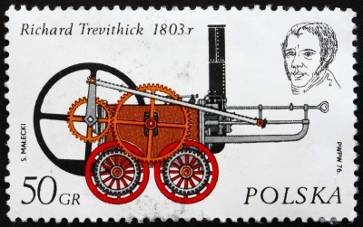 Richard Trevithick 1803.r
S. MAŁECKI
PWPW 76.
50 GR
POLSKA